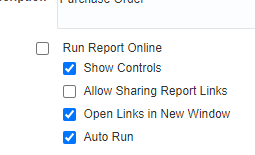 Purchase Order
Run Report Online
Show Controls
Allow Sharing Report Links
Open Links in New Window
Auto Run